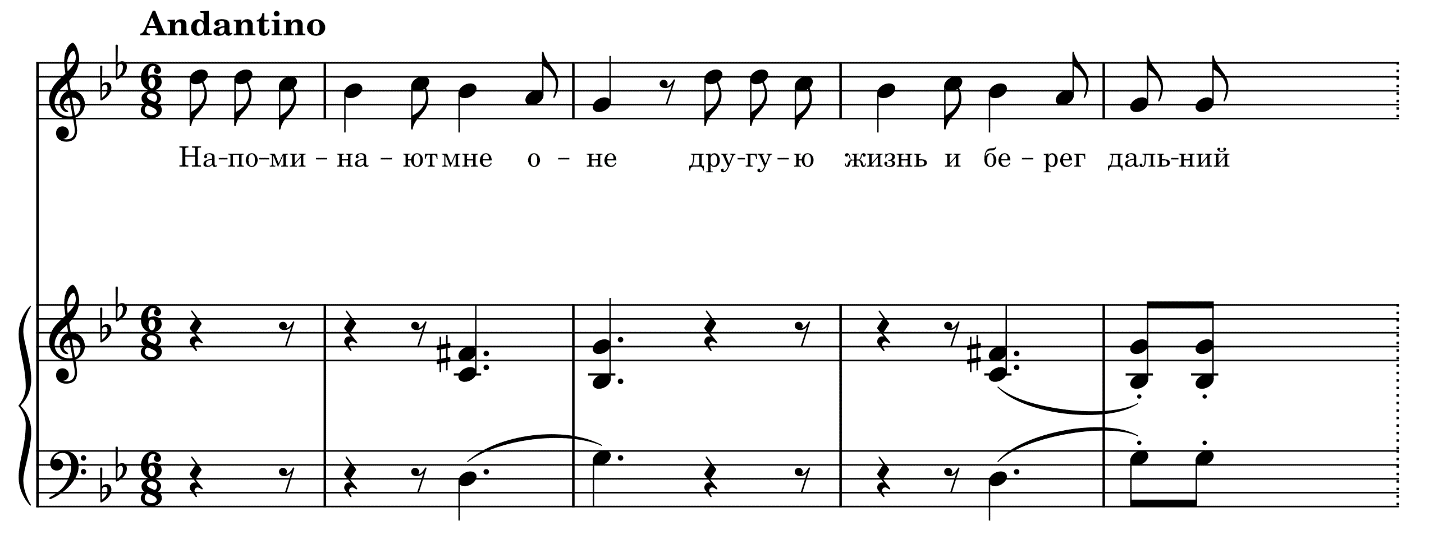 Andantino
На-по-ми - на - ют мне о - не дру-гу-ю жизнь и бе - рег даль-ний